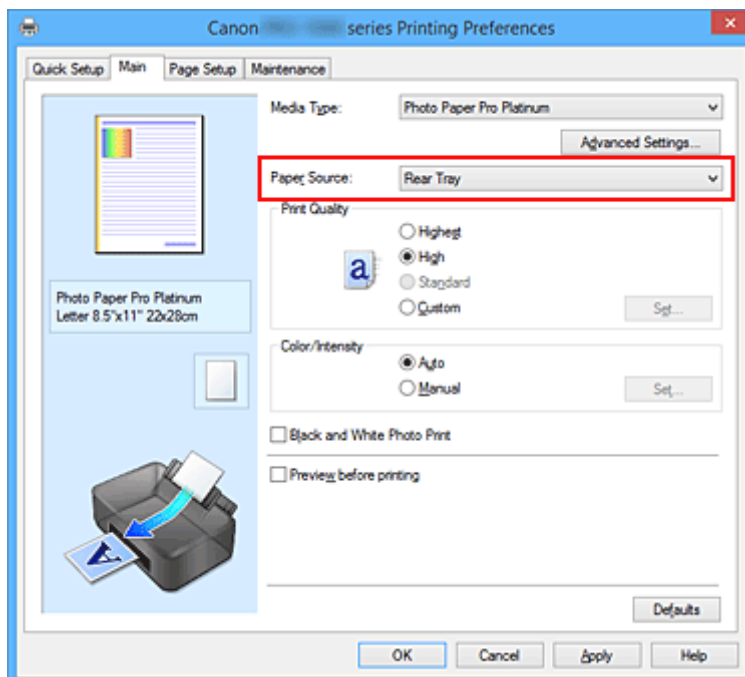 Canon series Printing Preferences
Quick Setup Main Page Setup Maintenance
Media Type: Photo Paper Pro Platinum
Advanced Settings...
Paper Source: Rear Tray
Print Quality
Highest
High
Standard
Custom Set...
Photo Paper Pro Platinum
Letter 8.5"x11" 22x28cm
Color/Intensity
Auto
Manual Set...
Black and White Photo Print
Preview before printing
Defaults
OK Cancel Apply Help